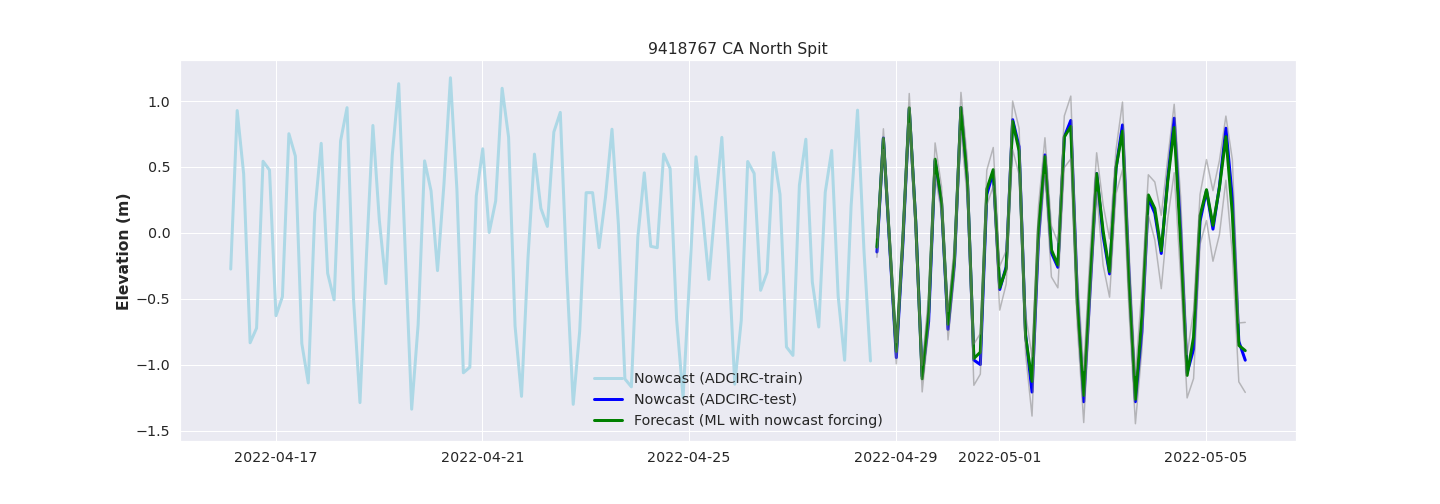 9418767 CA North Spit
Elevation (m)
1.0
0.5
0.0
−0.5
−1.0
−1.5
Nowcast (ADCIRC-train)
Nowcast (ADCIRC-test)
Forecast (ML with nowcast forcing)
2022-04-17
2022-04-21
2022-04-25
2022-04-29
2022-05-01
2022-05-05